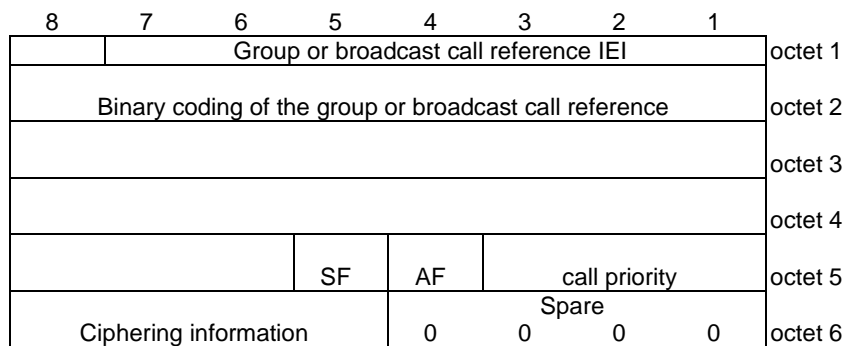 8 7 6 5 4 3 2 1
Group or broadcast call reference IEI octet 1
Binary coding of the group or broadcast call reference octet 2
octet 3
octet 4
SF AF call priority octet 5
Spare
Ciphering information 0 0 0 0 octet 6